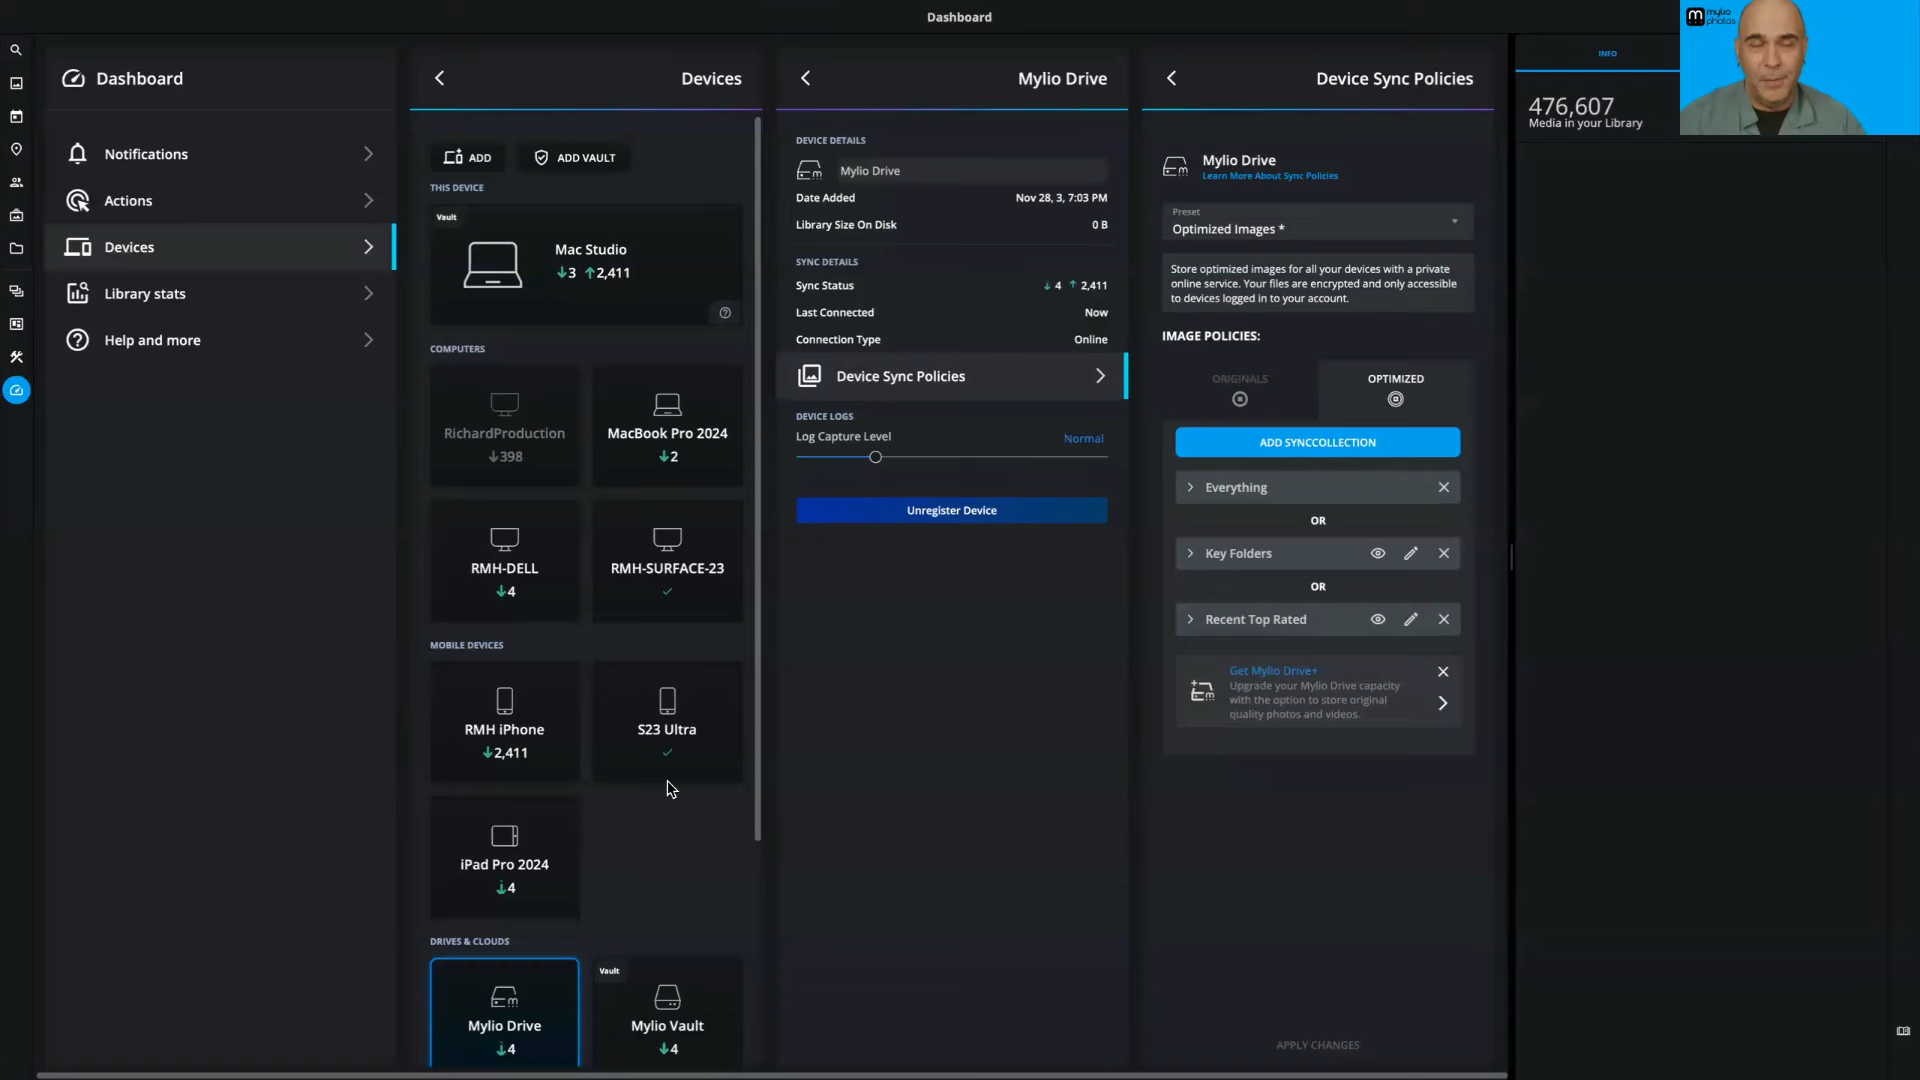 Dashboard
mylio
photos
Dashboard
Notifications
Actions
Devices
Library stats
Help and more
Devices
ADD
ADD VAULT
THIS DEVICE
Vault
Mac Studio
↓3 ↑2,411
COMPUTERS
RichProduction
↓398
MacBook Pro 2024
↓2
RMH-DELL
↓4
RMH-SURFACE-23
MOBILE DEVICES
RMH iPhone
↓2,411
S23 Ultra
iPad Pro 2024
↓4
DRIVES & CLOUDS
Mylio Drive
↓4
Vault
Mylio Vault
↓4
Mylio Drive
DEVICE DETAILS
Mylio Drive
Date Added Nov 28, 3, 7:03 PM
Library Size On Disk 0 B
SYNC DETAILS
Sync Status ↓ 4 ↑ 2,411
Last Connected Now
Connection Type Online
Device Sync Policies
DEVICE LOGS
Log Capture Level Normal
Unregister Device
Device Sync Policies
Mylio Drive
Learn More About Sync Policies
Preset
Optimized Images *
Store optimized images for all your devices with a private
online service. Your files are encrypted and only accessible
to devices logged in to your account.
IMAGE POLICIES:
ORIGINALS
OPTIMIZED
ADD SYNCCOLLECTION
Everything
OR
Key Folders
OR
Recent Top Rated
Get Mylio Drive+
Upgrade your Mylio Drive capacity
with the option to store original
quality photos and videos.
APPLY CHANGES
INFO
476,607
Media in your Library